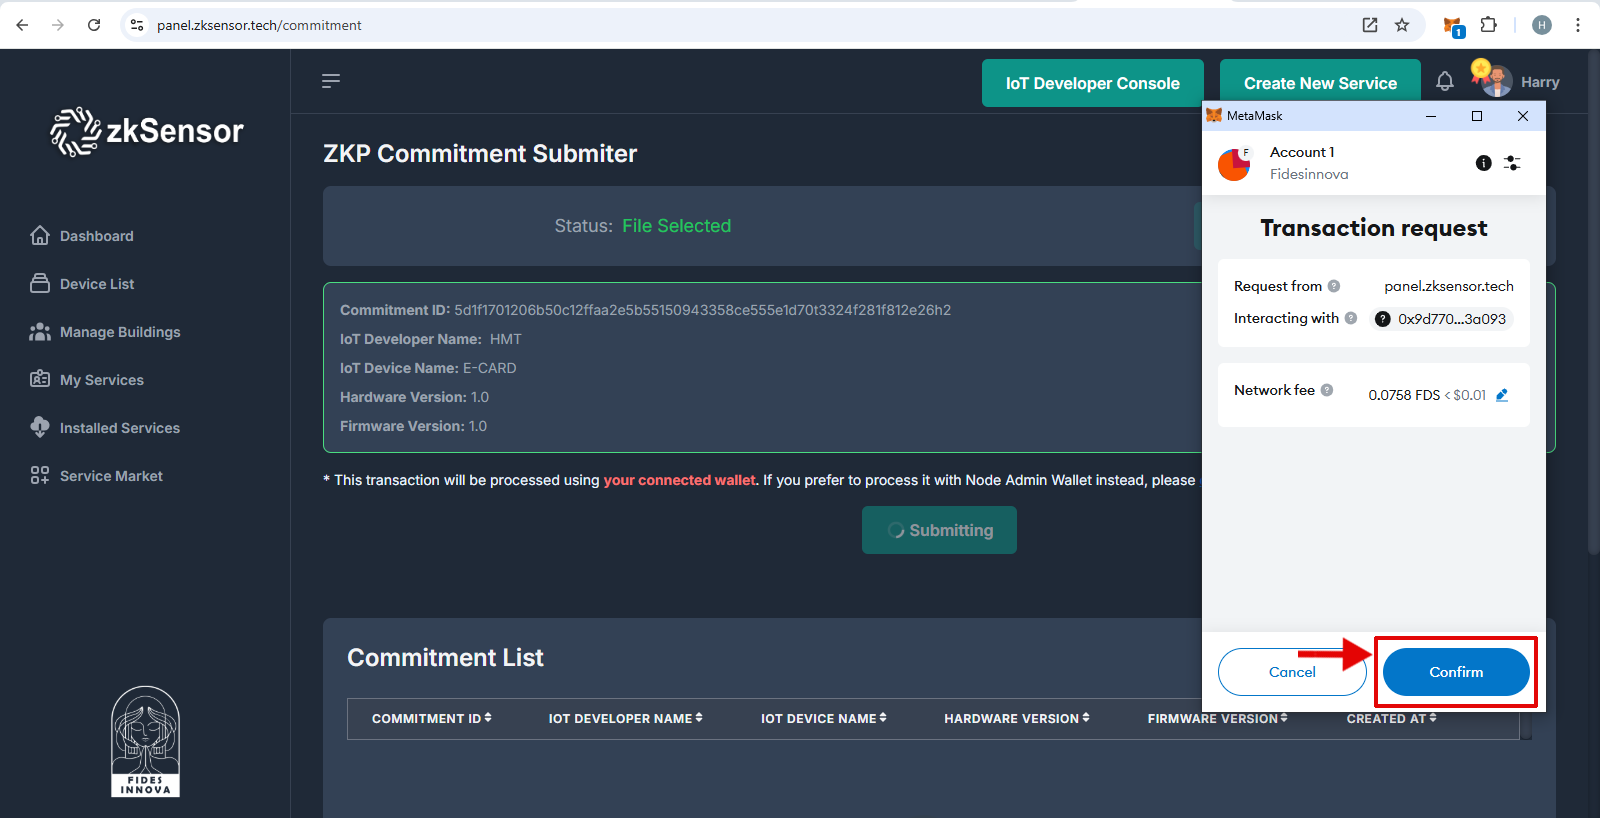 panel.zksensor.tech/commitment
1
H
zkSensor
IoT Developer Console
Create New Service
Harry
Dashboard
Device List
Manage Buildings
My Services
Installed Services
Service Market
FIDES
INNOVA
ZKP Commitment Submiter
Status: File Selected
Commitment ID: 5d1f1701206b50c12ffaa2e5b55150943358ce555e1d70t3324f281f812e26h2
IoT Developer Name: HMT
IoT Device Name: E-CARD
Hardware Version: 1.0
Firmware Version: 1.0
* This transaction will be processed using your connected wallet. If you prefer to process it with Node Admin Wallet instead, please
Submitting
Commitment List
COMMITMENT ID
IOT DEVELOPER NAME
IOT DEVICE NAME
HARDWARE VERSION
FIRMWARE VERSION
CREATED AT
MetaMask
F
Account 1
Fidesinnova
Transaction request
Request from ? panel.zksensor.tech
Interacting with ? ? 0x9d770...3a093
Network fee ? 0.0758 FDS < $0.01
Cancel
Confirm